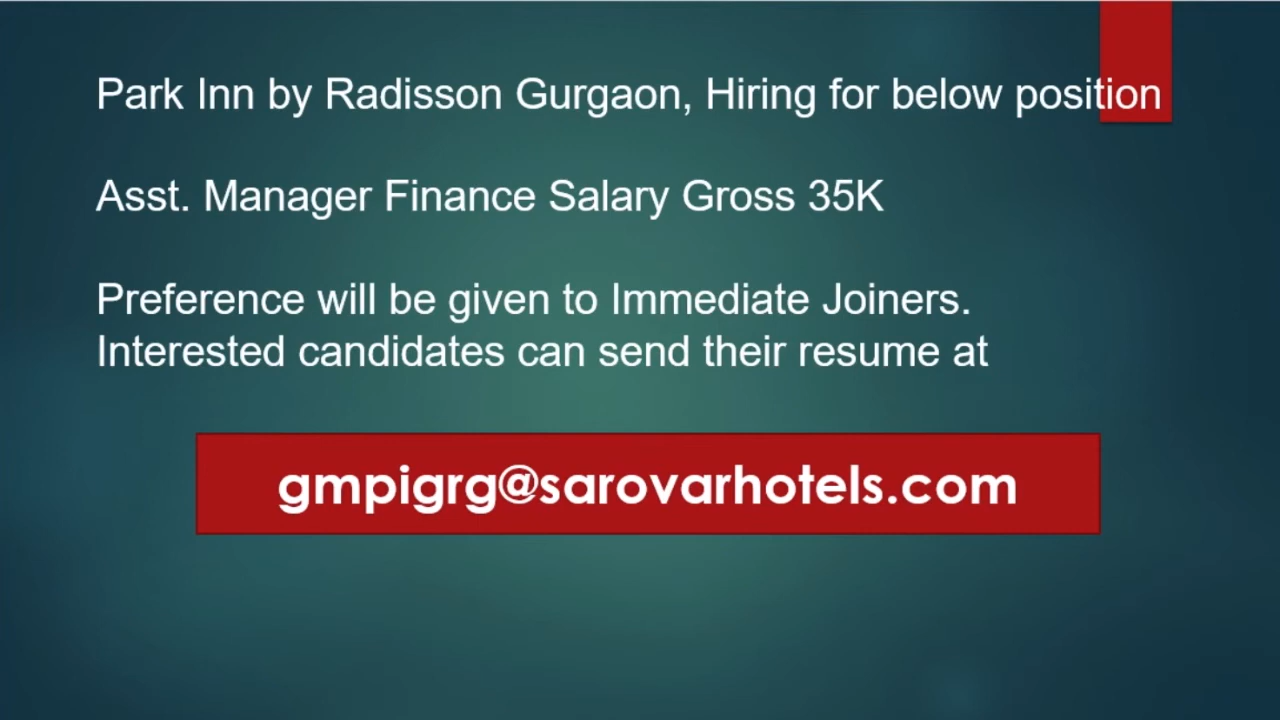 Park Inn by Radisson Gurgaon, Hiring for below position
Asst. Manager Finance Salary Gross 35K
Preference will be given to Immediate Joiners.
Interested candidates can send their resume at
gmpigrg@sarovarhotels.com